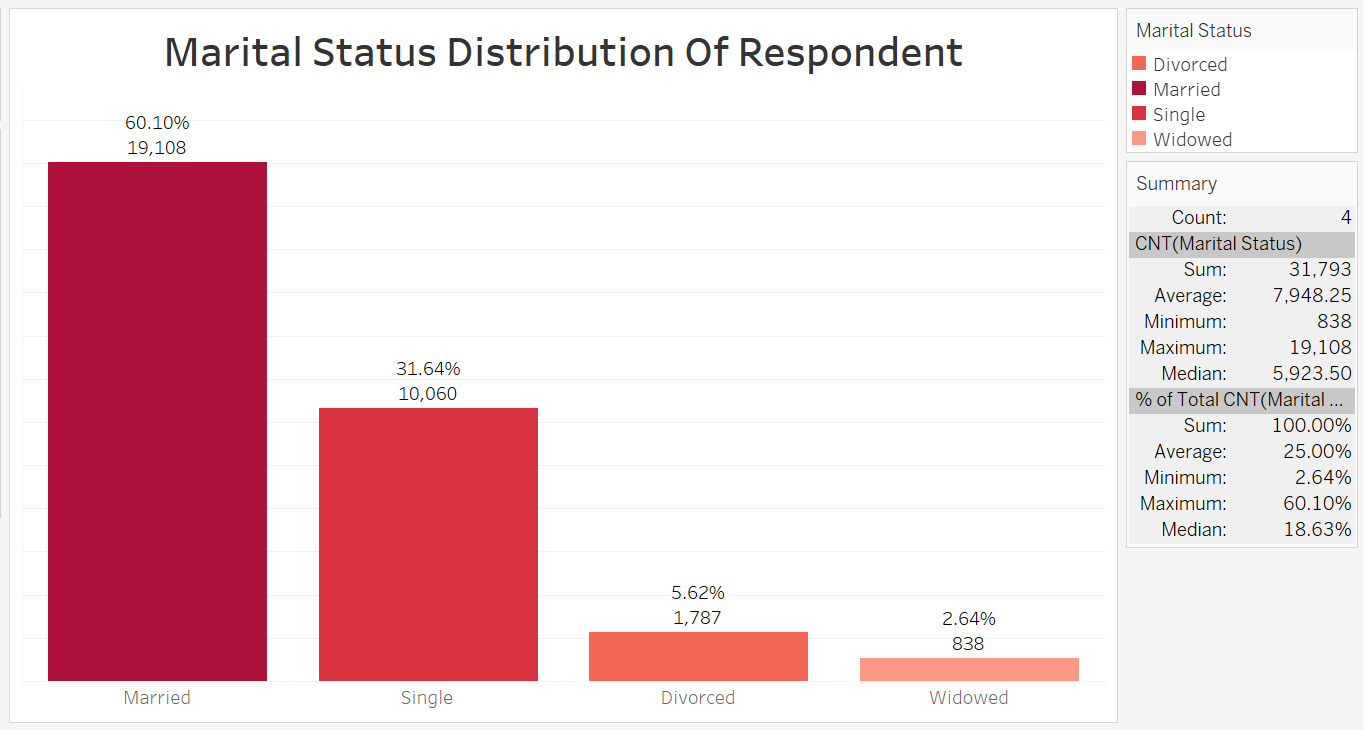 Marital Status Distribution Of Respondent
60.10%
19,108
31.64%
10,060
5.62%
1,787
2.64%
838
Married
Single
Divorced
Widowed
Marital Status
Divorced
Married
Single
Widowed
Summary
Count: 4
CNT(Marital Status)
Sum: 31,793
Average: 7,948.25
Minimum: 838
Maximum: 19,108
Median: 5,923.50
% of Total CNT(Marital ...
Sum: 100.00%
Average: 25.00%
Minimum: 2.64%
Maximum: 60.10%
Median: 18.63%